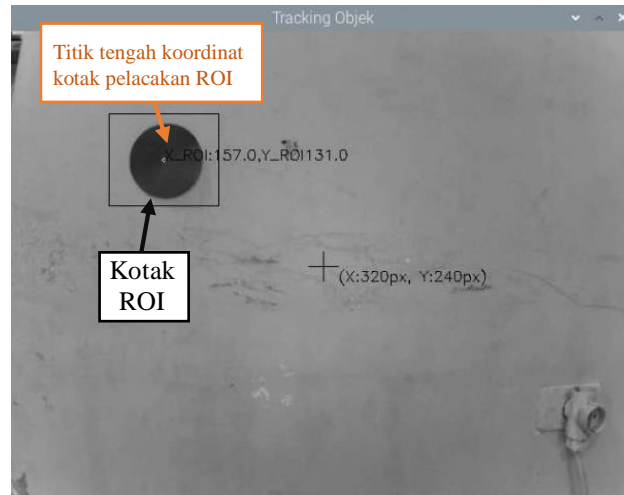 Tracking Objek
Titik tengah koordinat
kotak pelacakan ROI
X_ROI:157.0,Y_ROI131.0
Kotak
ROI
(X:320px, Y:240px)